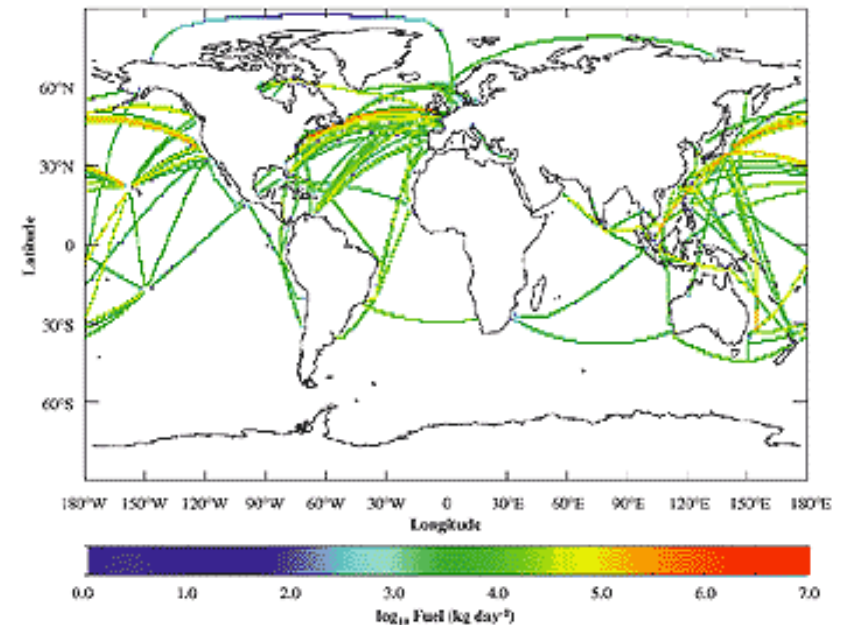 60°N
30°N
0
30°S
60°S
Latitude
180°W 150°W 120°W 90°W 60°W 30°W 0 30°E 60°E 90°E 120°E 150°E 180°E
Longitude
0.0 1.0 2.0 3.0 4.0 5.0 6.0 7.0
log₁₀ Fuel (kg day⁻¹)